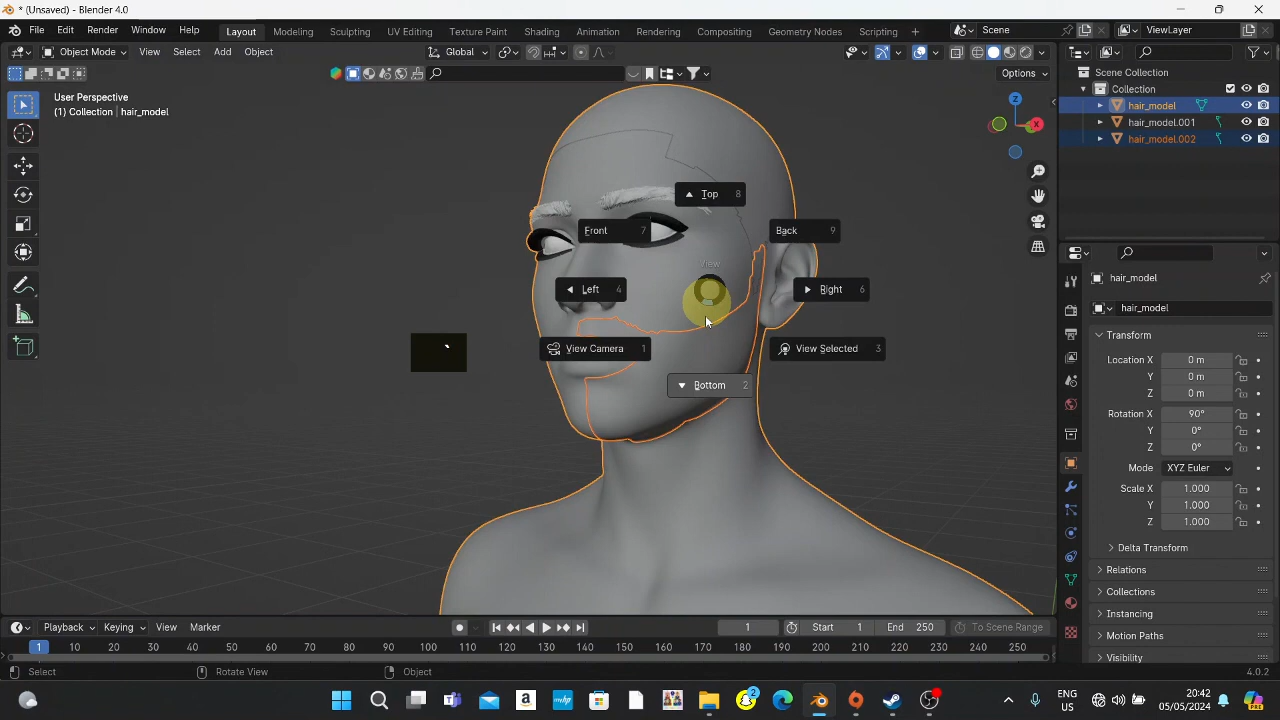 * (Unsaved) - Blender 4.0
File Edit Render Window Help Layout Modeling Sculpting UV Editing Texture Paint Shading Animation Rendering Compositing Geometry Nodes Scripting + Scene ViewLayer
Object Mode View Select Add Object Global
Options
User Perspective
(1) Collection | hair_model
Z
X
Scene Collection
Collection
hair_model
hair_model.001
hair_model.002
Top 8
Front 7
Back 9
View
Left 4
Right 6
View Camera 1
View Selected 3
Bottom 2
`
hair_model
hair_model
Transform
Location X 0 m
Y 0 m
Z 0 m
Rotation X 90°
Y 0°
Z 0°
Mode XYZ Euler
Scale X 1.000
Y 1.000
Z 1.000
Delta Transform
Relations
Collections
Instancing
Motion Paths
Visibility
Playback Keying View Marker 1 Start 1 End 250 To Scene Range
1 10 20 30 40 50 60 70 80 90 100 110 120 130 140 150 160 170 180 190 200 210 220 230 240 250
Select Rotate View Object 4.0.2
hp 2 ENG US 20:42 05/05/2024 PRE